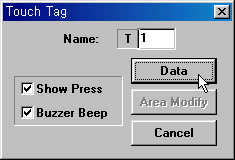 Touch Tag
Name: T 1
Data
Show Press
Area Modify
Buzzer Beep
Cancel